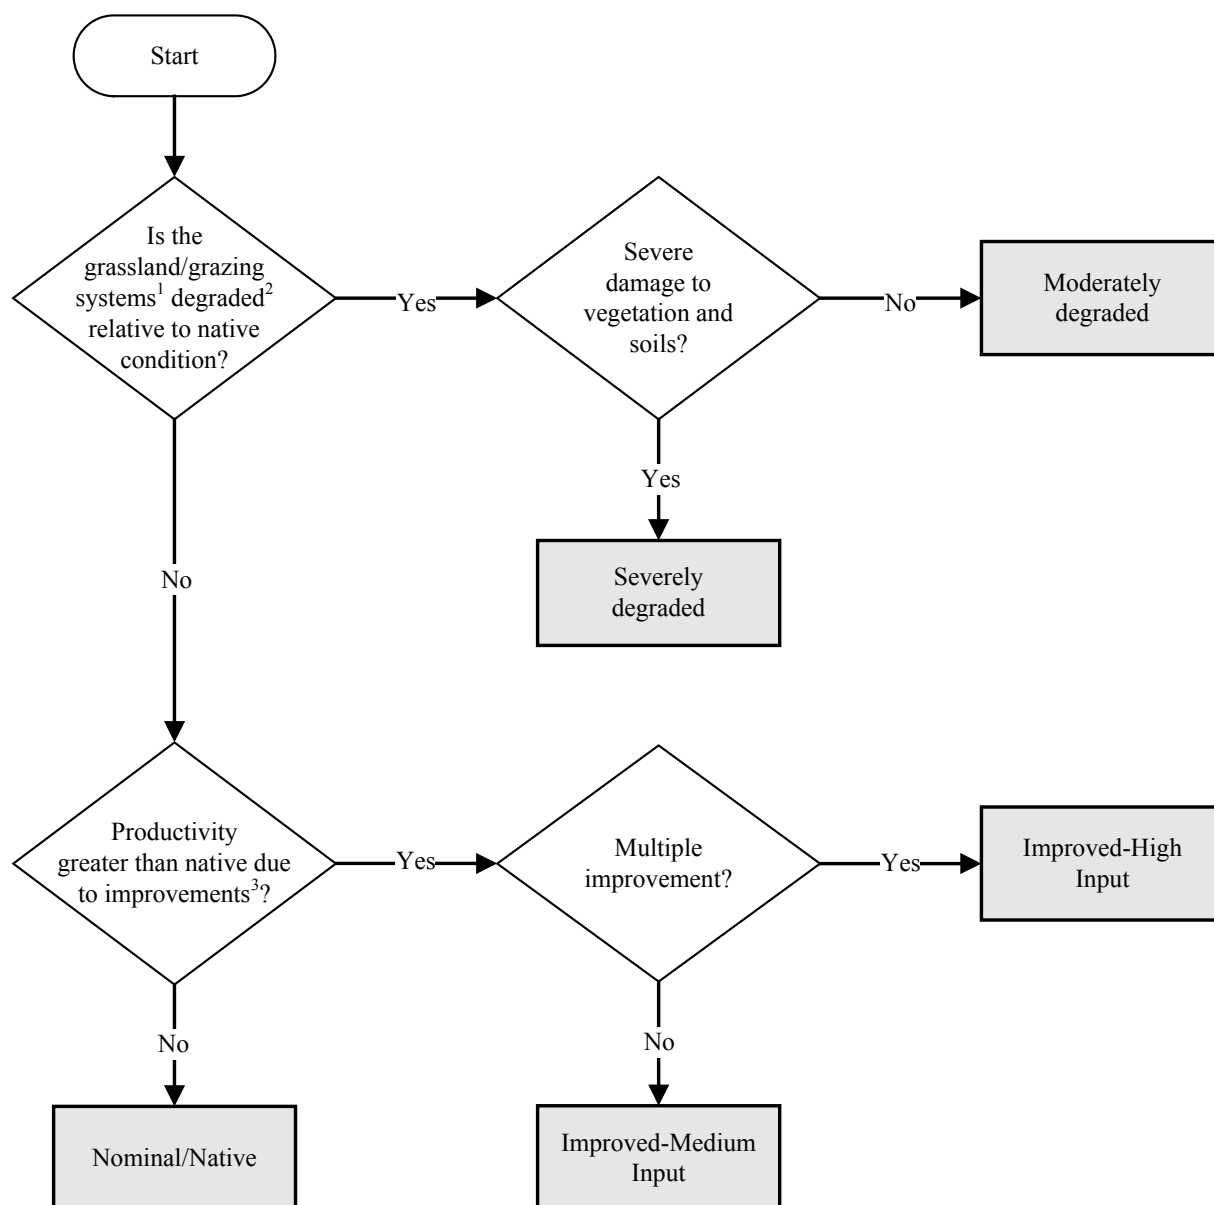 Start
Is the
grassland/grazing
systems¹ degraded²
relative to native
condition?
Yes
Severe
damage to
vegetation and
soils?
No
Moderately
degraded
Yes
Severely
degraded
No
Productivity
greater than native due
to improvements³?
Yes
Multiple
improvement?
Yes
Improved-High
Input
No
Nominal/Native
No
Improved-Medium
Input